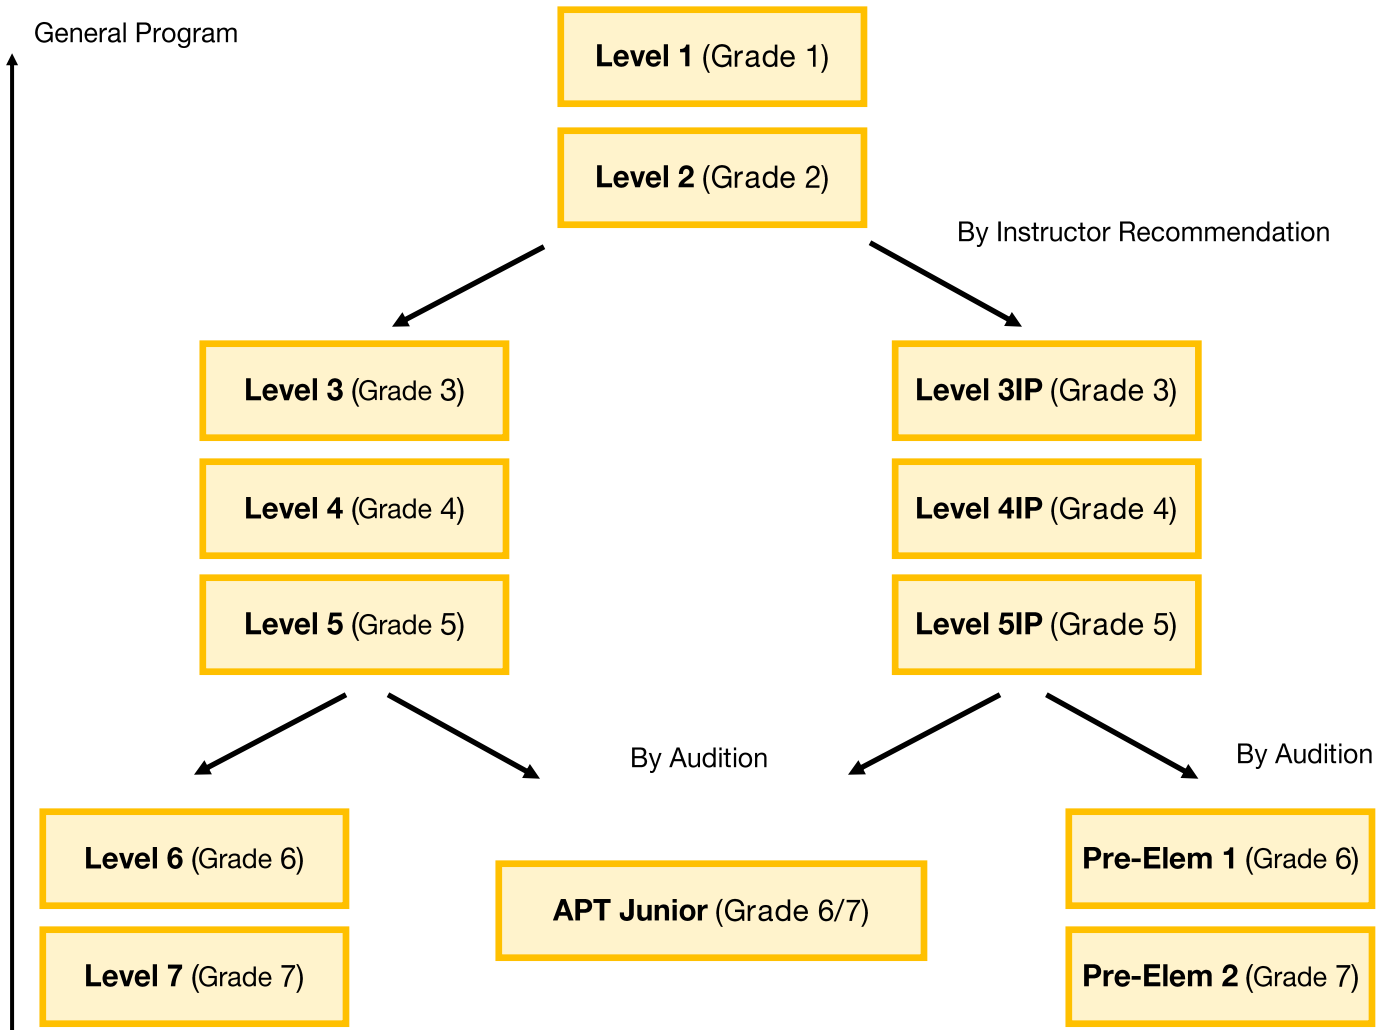 General Program
Level 1 (Grade 1)
Level 2 (Grade 2)
By Instructor Recommendation
Level 3 (Grade 3)
Level 3IP (Grade 3)
Level 4 (Grade 4)
Level 4IP (Grade 4)
Level 5 (Grade 5)
Level 5IP (Grade 5)
By Audition
By Audition
Level 6 (Grade 6)
APT Junior (Grade 6/7)
Pre-Elem 1 (Grade 6)
Level 7 (Grade 7)
Pre-Elem 2 (Grade 7)